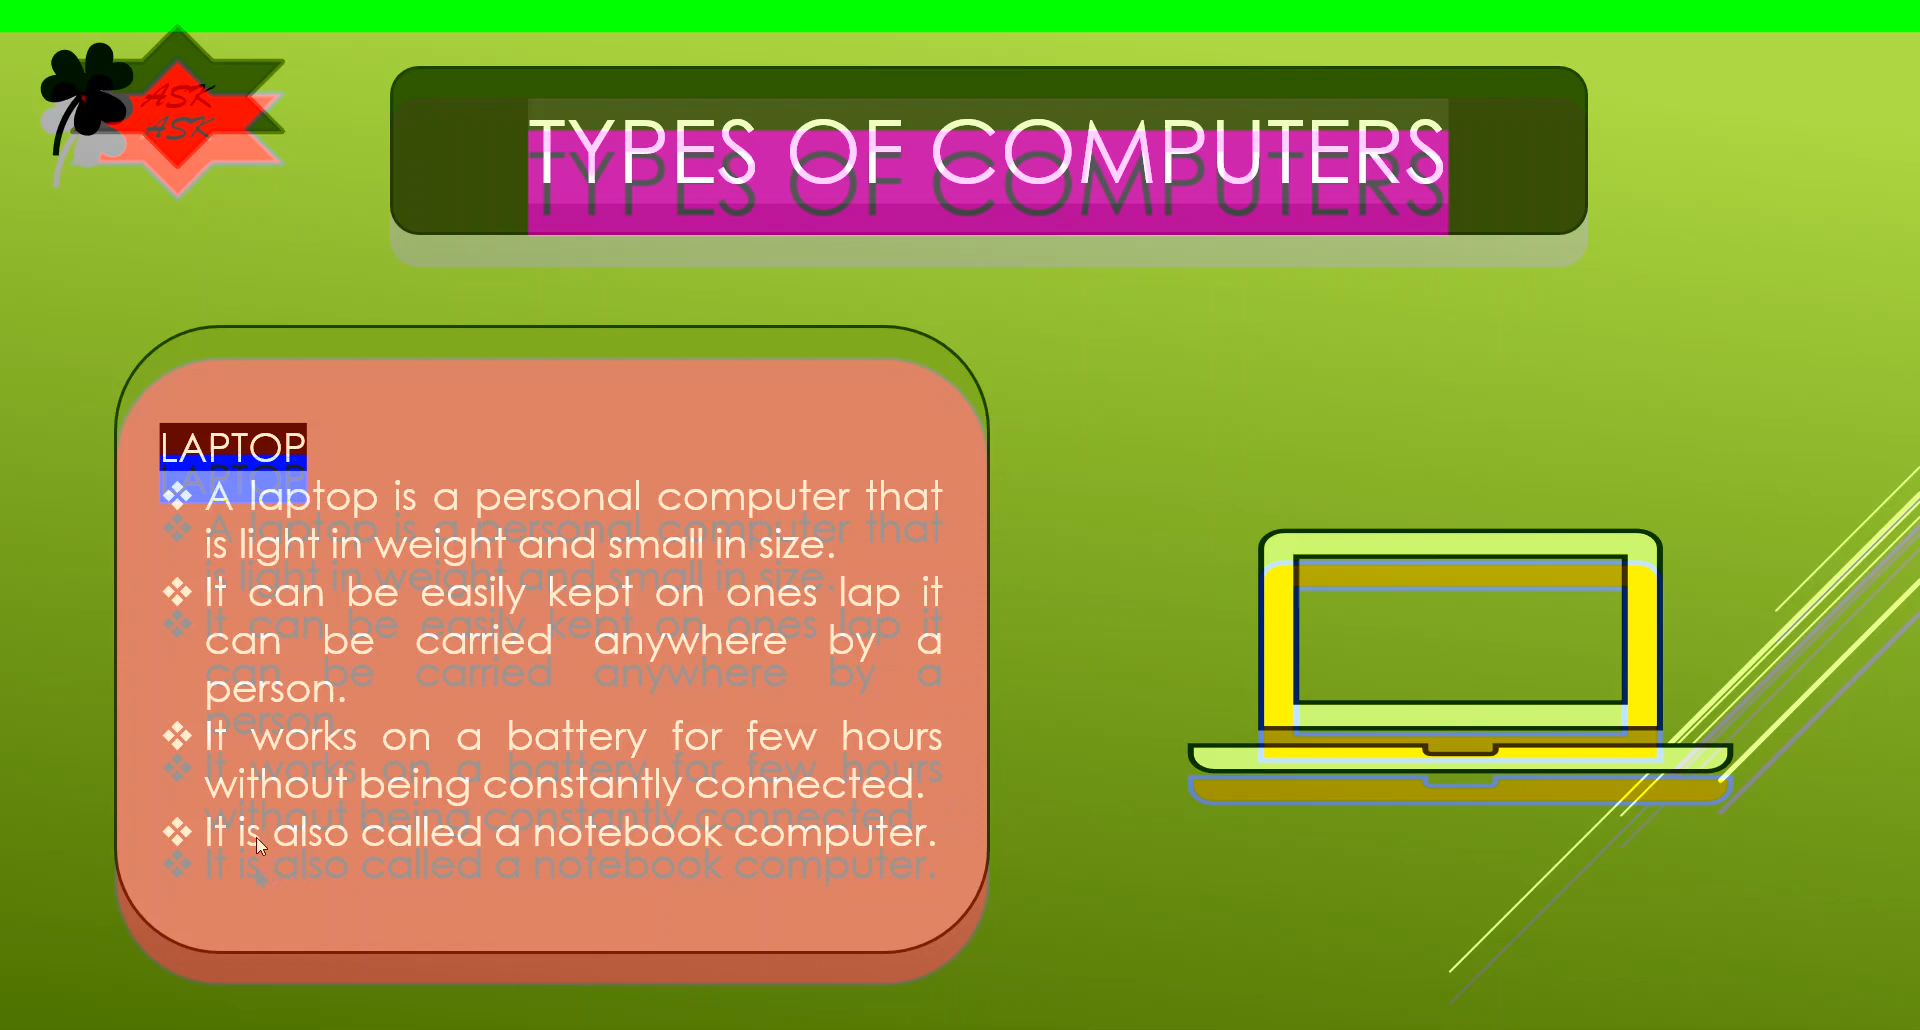 ASK
TYPES OF COMPUTERS
LAPTOP
❖ A laptop is a personal computer that
is light in weight and small in size.
❖ It can be easily kept on ones lap it
can be carried anywhere by a
person.
❖ It works on a battery for few hours
without being constantly connected.
❖ It is also called a notebook computer.